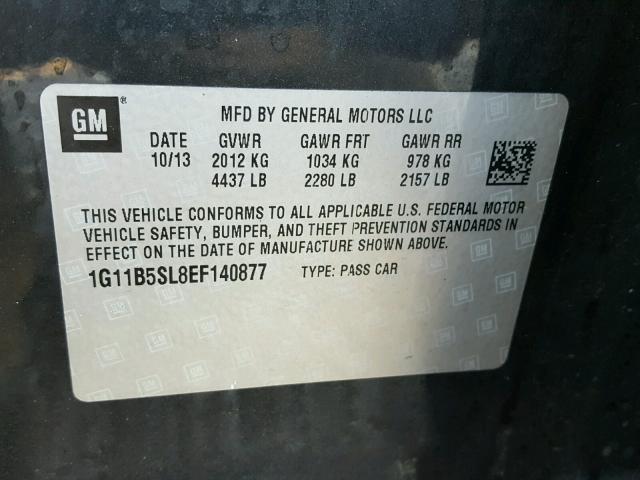 GM ® MFD BY GENERAL MOTORS LLC
DATE GVWR GAWR FRT GAWR RR
10/13 2012 KG 1034 KG 978 KG
4437 LB 2280 LB 2157 LB
THIS VEHICLE CONFORMS TO ALL APPLICABLE U.S. FEDERAL MOTOR
VEHICLE SAFETY, BUMPER, AND THEFT PREVENTION STANDARDS IN
EFFECT ON THE DATE OF MANUFACTURE SHOWN ABOVE.
1G11B5SL8EF140877 TYPE: PASS CAR